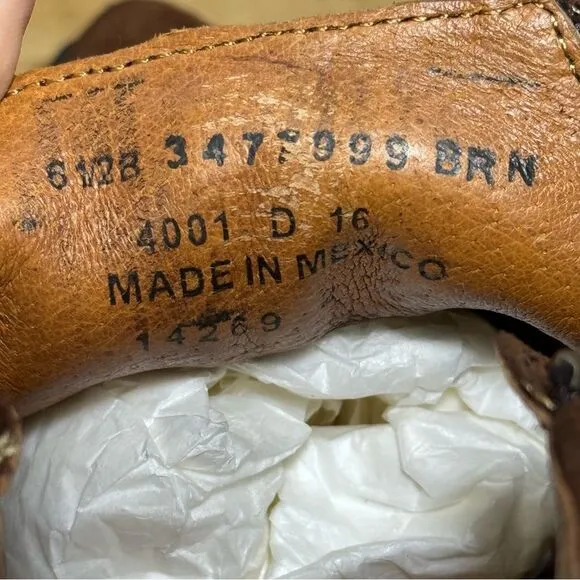 6 1/2B 3477999 BRN
4001 D 16
MADE IN MEXICO
14269